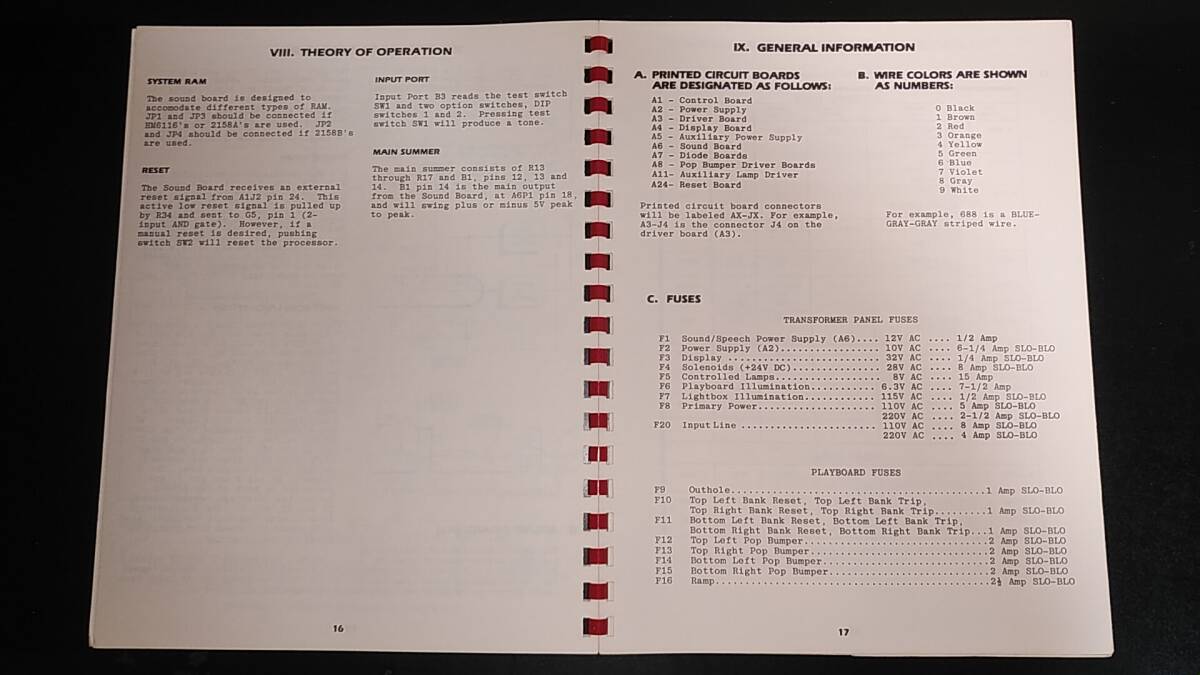 VIII. THEORY OF OPERATION
SYSTEM RAM
The sound board is designed to
accomodate different types of RAM.
JP1 and JP3 should be connected if
HM6116's or 2158A's are used. JP2
and JP4 should be connected if 2158B's
are used.
RESET
The Sound Board receives an external
reset signal from A1J2 pin 24. This
active low reset signal is pulled up
by R34 and sent to G5, pin 1 (2-
input AND gate). However, if a
manual reset is desired, pushing
switch SW2 will reset the processor.
INPUT PORT
Input Port B3 reads the test switch
SW1 and two option switches, DIP
switches 1 and 2. Pressing test
switch SW1 will produce a tone.
MAIN SUMMER
The main summer consists of R13
through R17 and B1, pins 12, 13 and
14. B1 pin 14 is the main output
from the Sound Board, at A6P1 pin 18,
and will swing plus or minus 5V peak
to peak.
16
IX. GENERAL INFORMATION
A. PRINTED CIRCUIT BOARDS
ARE DESIGNATED AS FOLLOWS:
A1 - Control Board
A2 - Power Supply
A3 - Driver Board
A4 - Display Board
A5 - Auxiliary Power Supply
A6 - Sound Board
A7 - Diode Boards
A8 - Pop Bumper Driver Boards
A11- Auxiliary Lamp Driver
A24- Reset Board
Printed circuit board connectors
will be labeled AX-JX. For example,
A3-J4 is the connector J4 on the
driver board (A3).
B. WIRE COLORS ARE SHOWN
AS NUMBERS:
0 Black
1 Brown
2 Red
3 Orange
4 Yellow
5 Green
6 Blue
7 Violet
8 Gray
9 White
For example, 688 is a BLUE-
GRAY-GRAY striped wire.
C. FUSES
TRANSFORMER PANEL FUSES
F1 Sound/Speech Power Supply (A6).... 12V AC .... 1/2 Amp
F2 Power Supply (A2)................. 10V AC .... 6-1/4 Amp SLO-BLO
F3 Display .......................... 32V AC .... 1/4 Amp SLO-BLO
F4 Solenoids (+24V DC)............... 28V AC .... 8 Amp SLO-BLO
F5 Controlled Lamps.................. 8V AC .... 15 Amp
F6 Playboard Illumination........... 6.3V AC .... 7-1/2 Amp
F7 Lightbox Illumination............ 115V AC .... 1/2 Amp SLO-BLO
F8 Primary Power.................... 110V AC .... 5 Amp SLO-BLO
220V AC .... 2-1/2 Amp SLO-BLO
F20 Input Line ....................... 110V AC .... 8 Amp SLO-BLO
220V AC .... 4 Amp SLO-BLO
PLAYBOARD FUSES
F9 Outhole.......................................1 Amp SLO-BLO
F10 Top Left Bank Reset, Top Left Bank Trip,
Top Right Bank Reset, Top Right Bank Trip.........1 Amp SLO-BLO
F11 Bottom Left Bank Reset, Bottom Left Bank Trip,
Bottom Right Bank Reset, Bottom Right Bank Trip...1 Amp SLO-BLO
F12 Top Left Pop Bumper............................2 Amp SLO-BLO
F13 Top Right Pop Bumper...........................2 Amp SLO-BLO
F14 Bottom Left Pop Bumper.........................2 Amp SLO-BLO
F15 Bottom Right Pop Bumper........................2 Amp SLO-BLO
F16 Ramp..........................................2½ Amp SLO-BLO
17